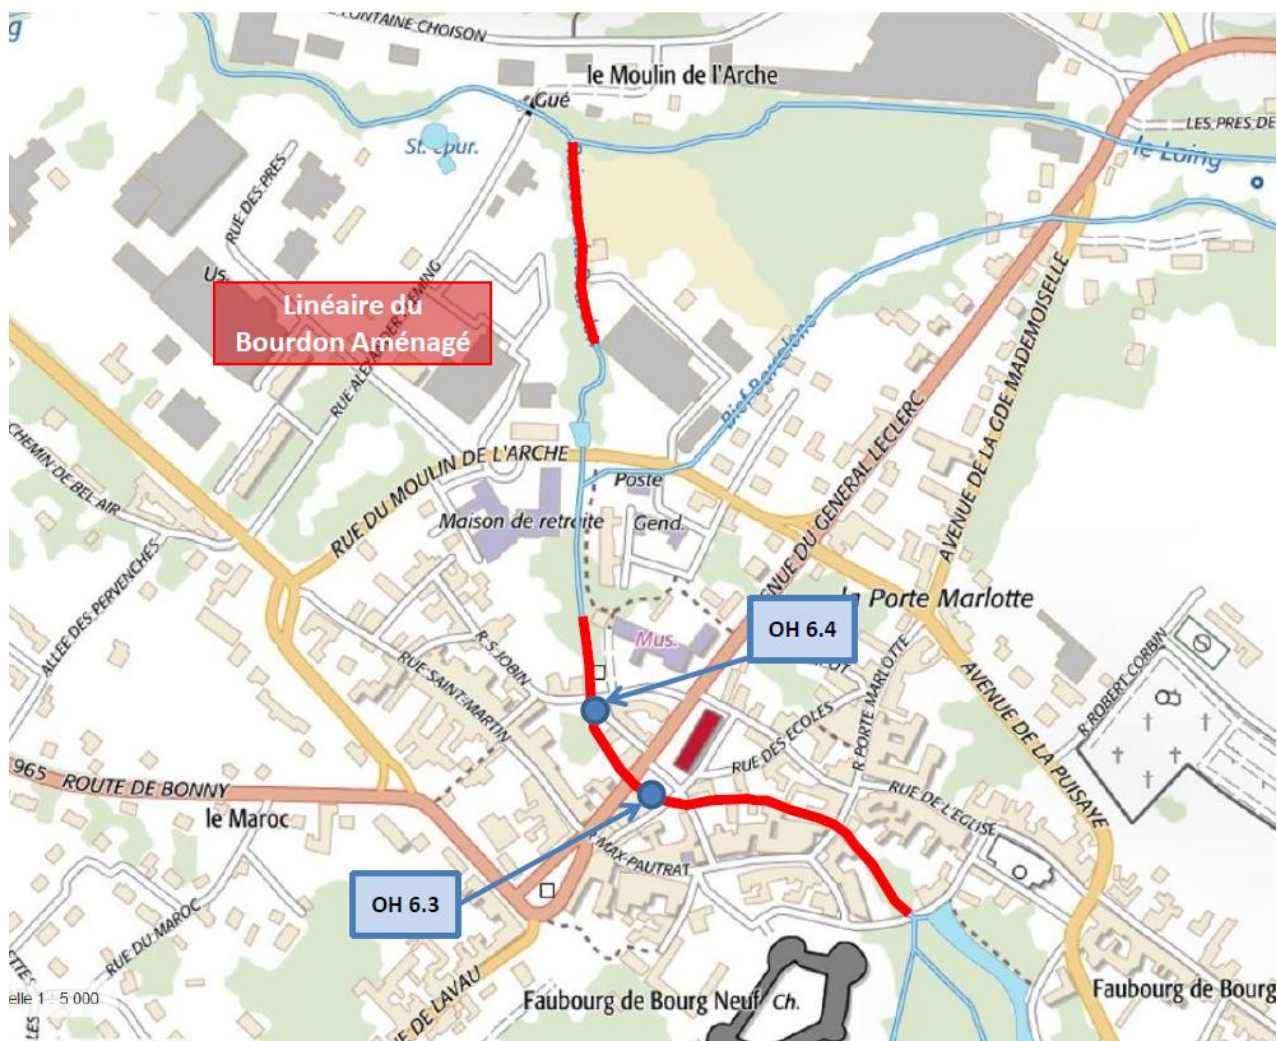 FONTAINE-CHOISON
le Moulin de l'Arche
Gué
St. épur.
LES PRES DE
le Loing
RUE DES PRES
Us.
Linéaire du
Bourdon Aménagé
RUE ALEXANDER FLEMING
Bief Barcelone
AVENUE DU GENERAL LECLERC
AVENUE DE LA GDE MADEMOISELLE
CHEMIN DE BEL AIR
RUE DU MOULIN DE L'ARCHE
Poste
Maison de retraite
Gend.
ALLEE DES PERVENCHES
la Porte Marlotte
OH 6.4
Mus.
R S JOBIN
RUE SAINT-MARTIN
R PORTE MARLOTTE
R ROBERT CORBIN
AVENUE DE LA PUISAYE
RUE DES ECOLES
965 ROUTE DE BONNY
le Maroc
RUE DE L'EGLISE
R MAX-PAUTRAT
OH 6.3
RUE DU MAROC
elle 1 : 5 000
LES
E DE LAVAU
Faubourg de Bourg Neuf
Ch.
Faubourg de Bourg